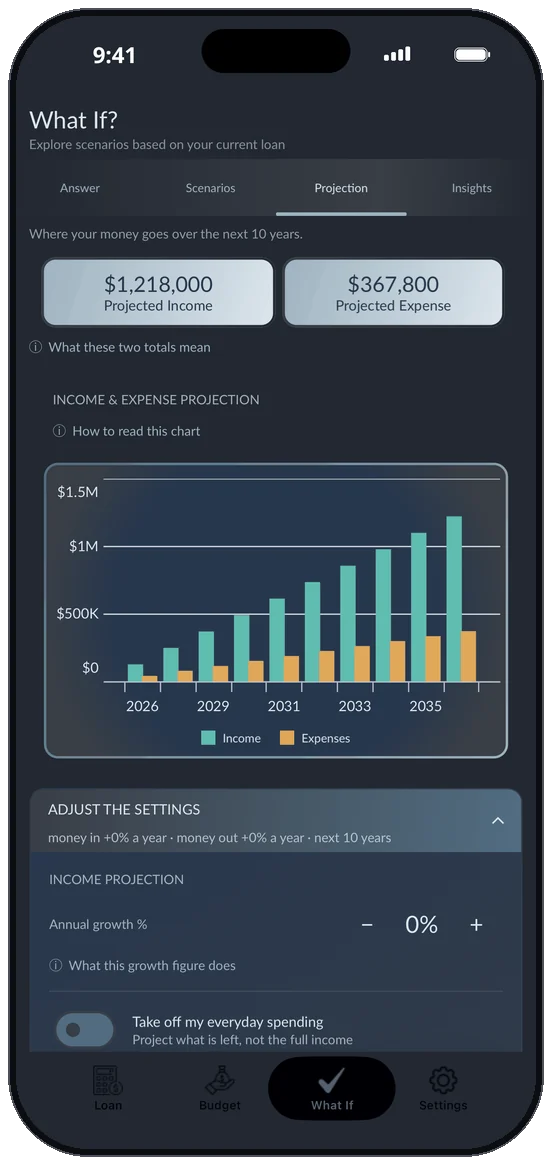 9:41
What If?
Explore scenarios based on your current loan
Answer Scenarios Projection Insights
Where your money goes over the next 10 years.
$1,218,000 $367,800
Projected Income Projected Expense
ⓘ What these two totals mean
INCOME & EXPENSE PROJECTION
ⓘ How to read this chart
$1.5M
$1M
$500K
$0
2026 2029 2031 2033 2035
Income Expenses
ADJUST THE SETTINGS
money in +0% a year · money out +0% a year · next 10 years
INCOME PROJECTION
Annual growth % − 0% +
ⓘ What this growth figure does
Take off my everyday spending
Project what is left, not the full income
Loan Budget What If Settings